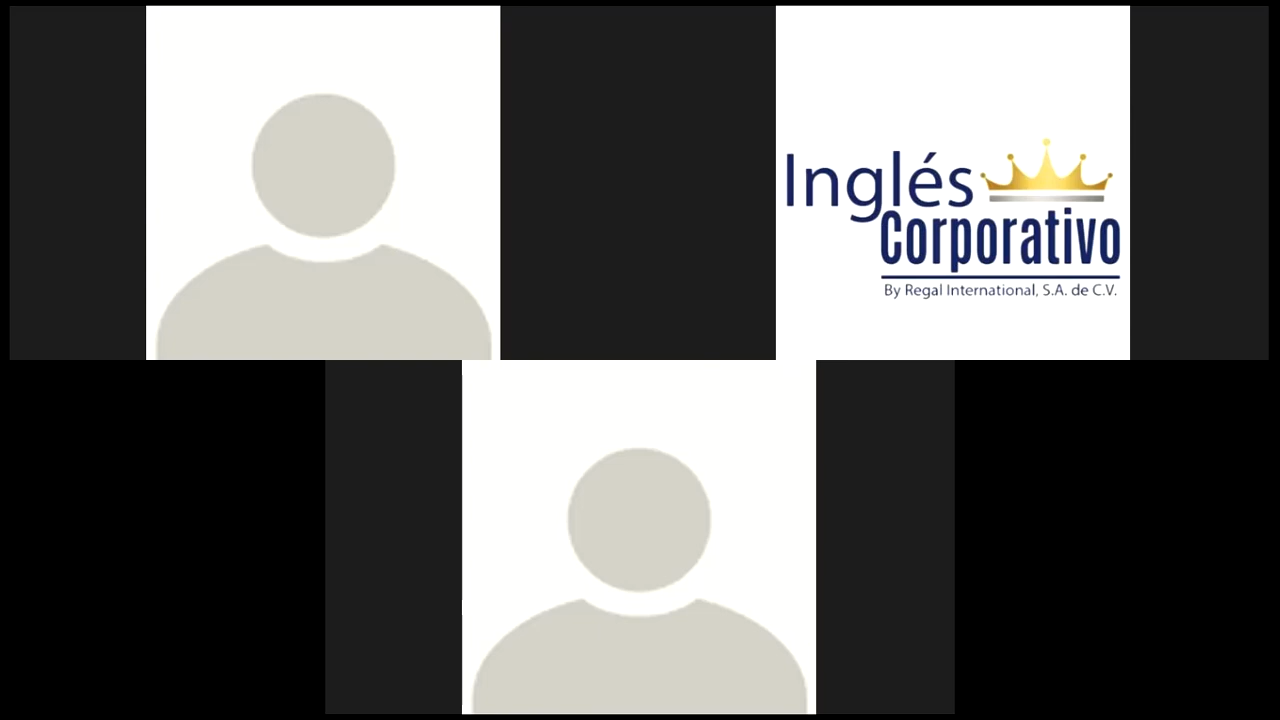 Inglés
Corporativo
By Regal International, S.A. de C.V.